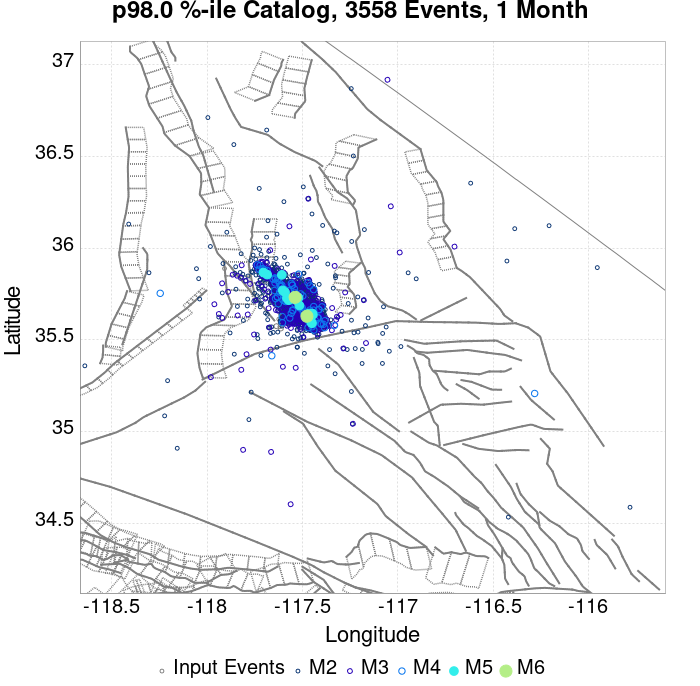 p98.0 %-ile Catalog, 3558 Events, 1 Month
37
36.5
36
35.5
35
34.5
Latitude
-118.5 -118 -117.5 -117 -116.5 -116
Longitude
Input Events M2 M3 M4 M5 M6